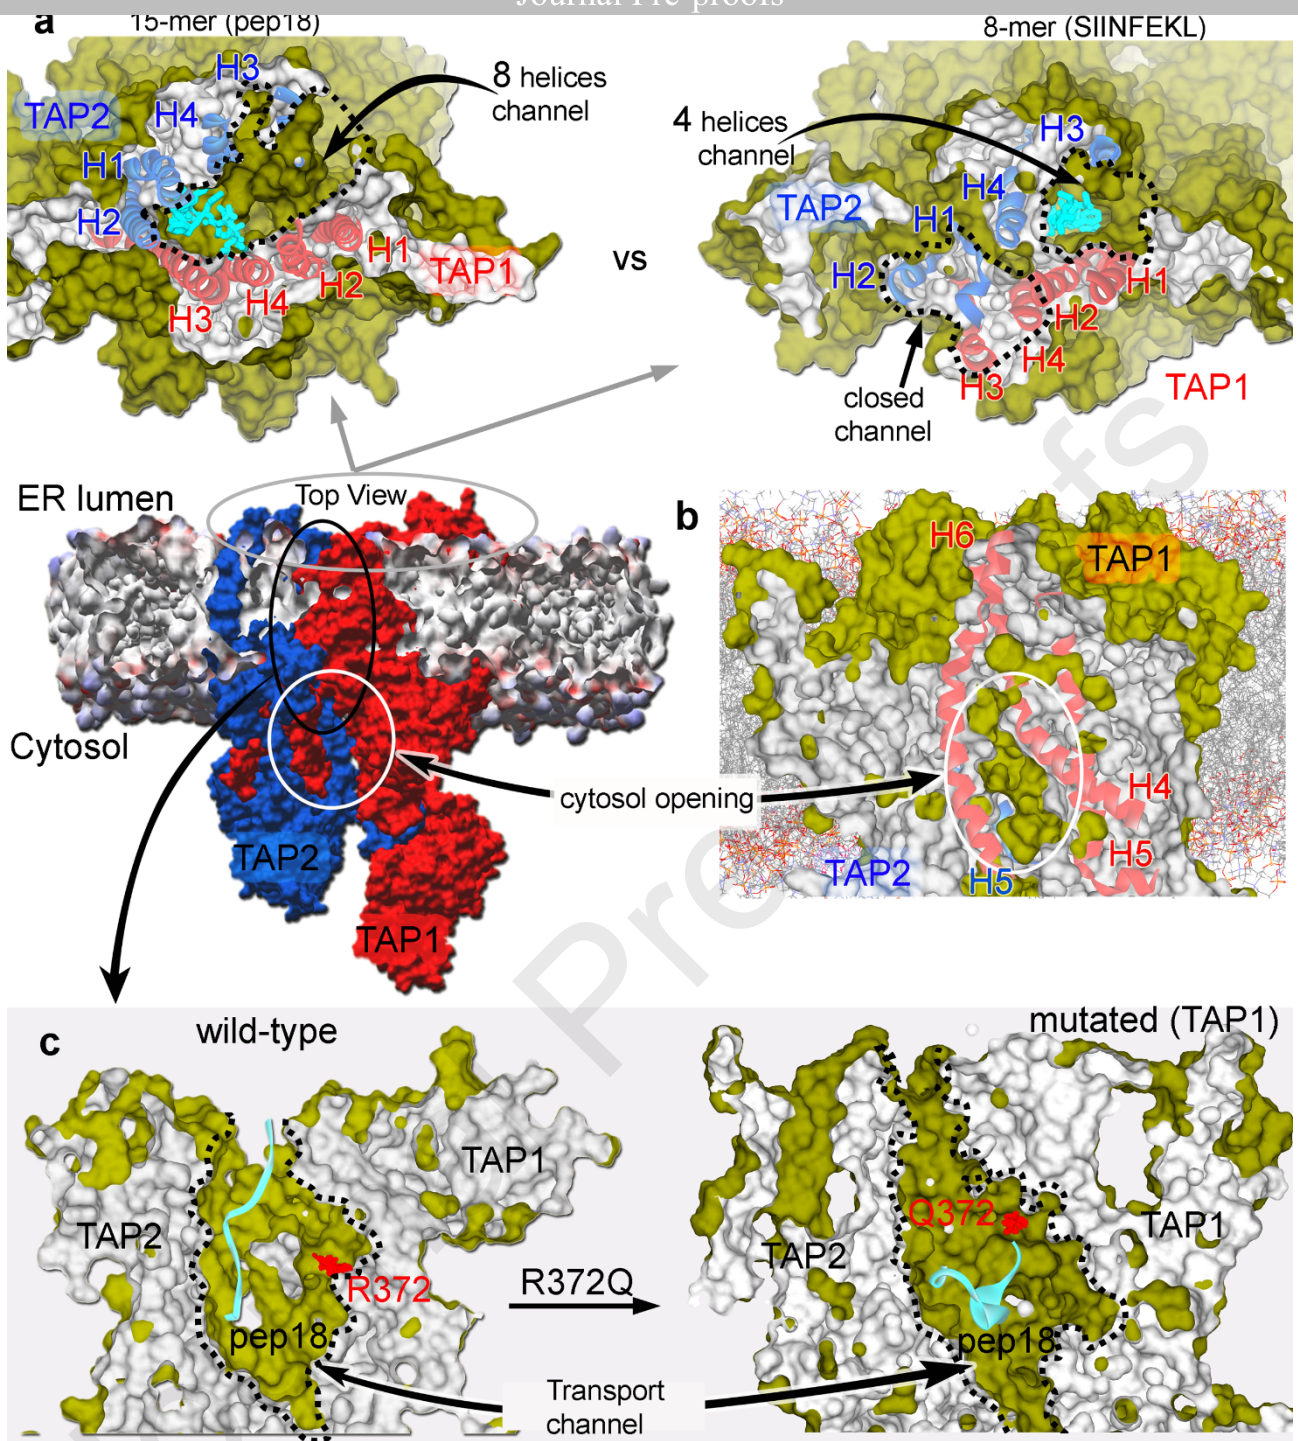 Journal Pre-proofs
a
15-mer (pep18)
8-mer (SIINFEKL)
H3
8 helices
channel
TAP2
H4
H1
H2
H1
TAP1
H2
H4
H3
vs
4 helices
channel
H3
TAP2
H4
H1
H2
H1
H2
H4
H3
TAP1
closed
channel
ER lumen
Top View
Cytosol
TAP2
TAP1
cytosol opening
b
H6
TAP1
H4
H5
TAP2
H5
c
wild-type
mutated (TAP1)
TAP1
TAP2
R372
pep18
R372Q
Q372
TAP1
TAP2
pep18
Transport
channel